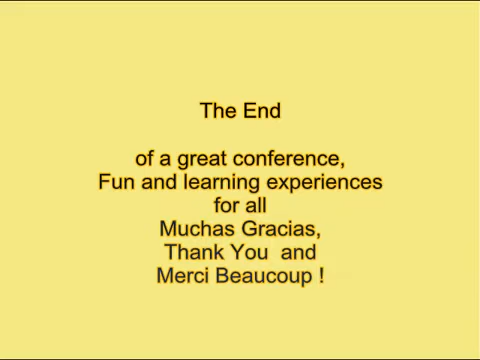 The End
of a great conference,
Fun and learning experiences
for all
Muchas Gracias,
Thank You  and
Merci Beaucoup !